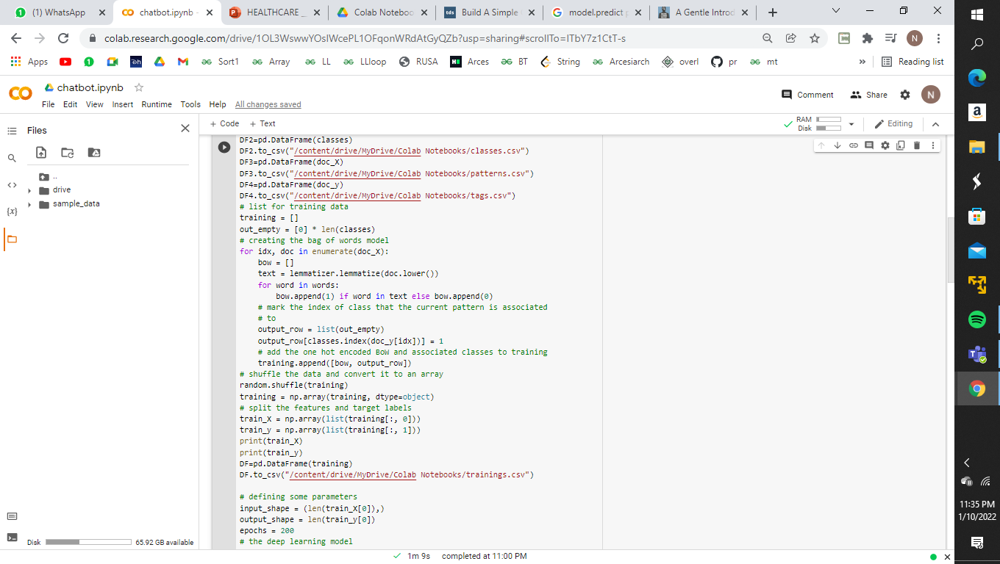 (1) WhatsApp
chatbot.ipynb -
HEALTHCARE _
Colab Noteboo
tds
Build A Simple
model.predict p
A Gentle Introd
colab.research.google.com/drive/1OL3WswwYOsIWcePL1OFqonWRdAtGyQZb?usp=sharing#scrollTo=ITbY7z1CtT-s
N
Apps
Sort1
Array
LL
LLloop
RUSA
Arces
BT
String
Arcesiarch
overl
pr
mt
»
Reading list
chatbot.ipynb
File Edit View Insert Runtime Tools Help All changes saved
Comment
Share
N
Files
+ Code + Text
RAM
Disk
Editing
..
drive
sample_data
{x}
DF2=pd.DataFrame(classes)
DF2.to_csv("/content/drive/MyDrive/Colab Notebooks/classes.csv")
DF3=pd.DataFrame(doc_X)
DF3.to_csv("/content/drive/MyDrive/Colab Notebooks/patterns.csv")
DF4=pd.DataFrame(doc_y)
DF4.to_csv("/content/drive/MyDrive/Colab Notebooks/tags.csv")
# list for training data
training = []
out_empty = [0] * len(classes)
# creating the bag of words model
for idx, doc in enumerate(doc_X):
    bow = []
    text = lemmatizer.lemmatize(doc.lower())
    for word in words:
        bow.append(1) if word in text else bow.append(0)
    # mark the index of class that the current pattern is associated
    # to
    output_row = list(out_empty)
    output_row[classes.index(doc_y[idx])] = 1
    # add the one hot encoded BoW and associated classes to training
    training.append([bow, output_row])
# shuffle the data and convert it to an array
random.shuffle(training)
training = np.array(training, dtype=object)
# split the features and target labels
train_X = np.array(list(training[:, 0]))
train_y = np.array(list(training[:, 1]))
print(train_X)
print(train_y)
DF=pd.DataFrame(training)
DF.to_csv("/content/drive/MyDrive/Colab Notebooks/trainings.csv")
# defining some parameters
input_shape = (len(train_X[0]),)
output_shape = len(train_y[0])
epochs = 200
# the deep learning model
Disk
65.92 GB available
1m 9s completed at 11:00 PM
11:35 PM
1/10/2022